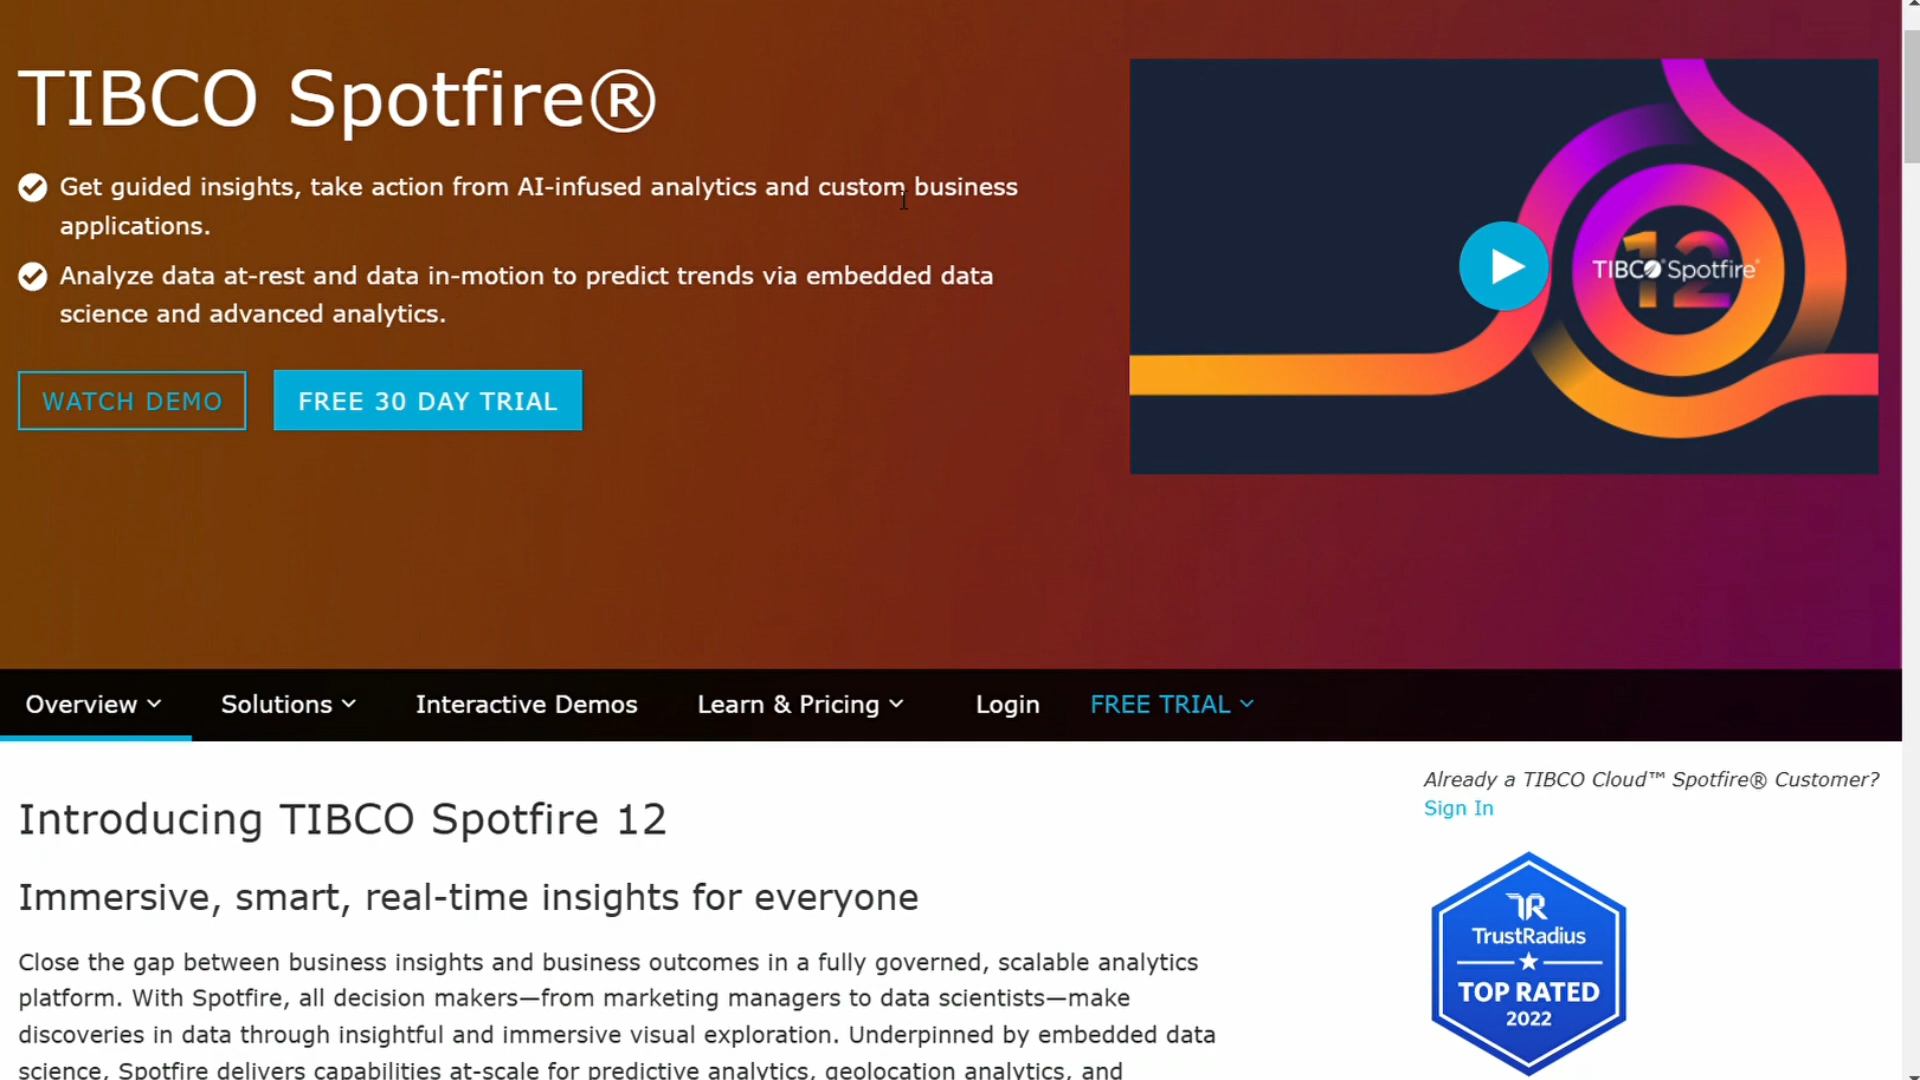 TIBCO Spotfire®
Get guided insights, take action from AI-infused analytics and custom business
applications.
Analyze data at-rest and data in-motion to predict trends via embedded data
science and advanced analytics.
WATCH DEMO
FREE 30 DAY TRIAL
12
TIBCO® Spotfire®
Overview
Solutions
Interactive Demos
Learn & Pricing
Login
FREE TRIAL
Introducing TIBCO Spotfire 12
Immersive, smart, real-time insights for everyone
Close the gap between business insights and business outcomes in a fully governed, scalable analytics
platform. With Spotfire, all decision makers—from marketing managers to data scientists—make
discoveries in data through insightful and immersive visual exploration. Underpinned by embedded data
science, Spotfire delivers capabilities at-scale for predictive analytics, geolocation analytics, and
Already a TIBCO Cloud™ Spotfire® Customer?
Sign In
TR
TrustRadius
TOP RATED
2022